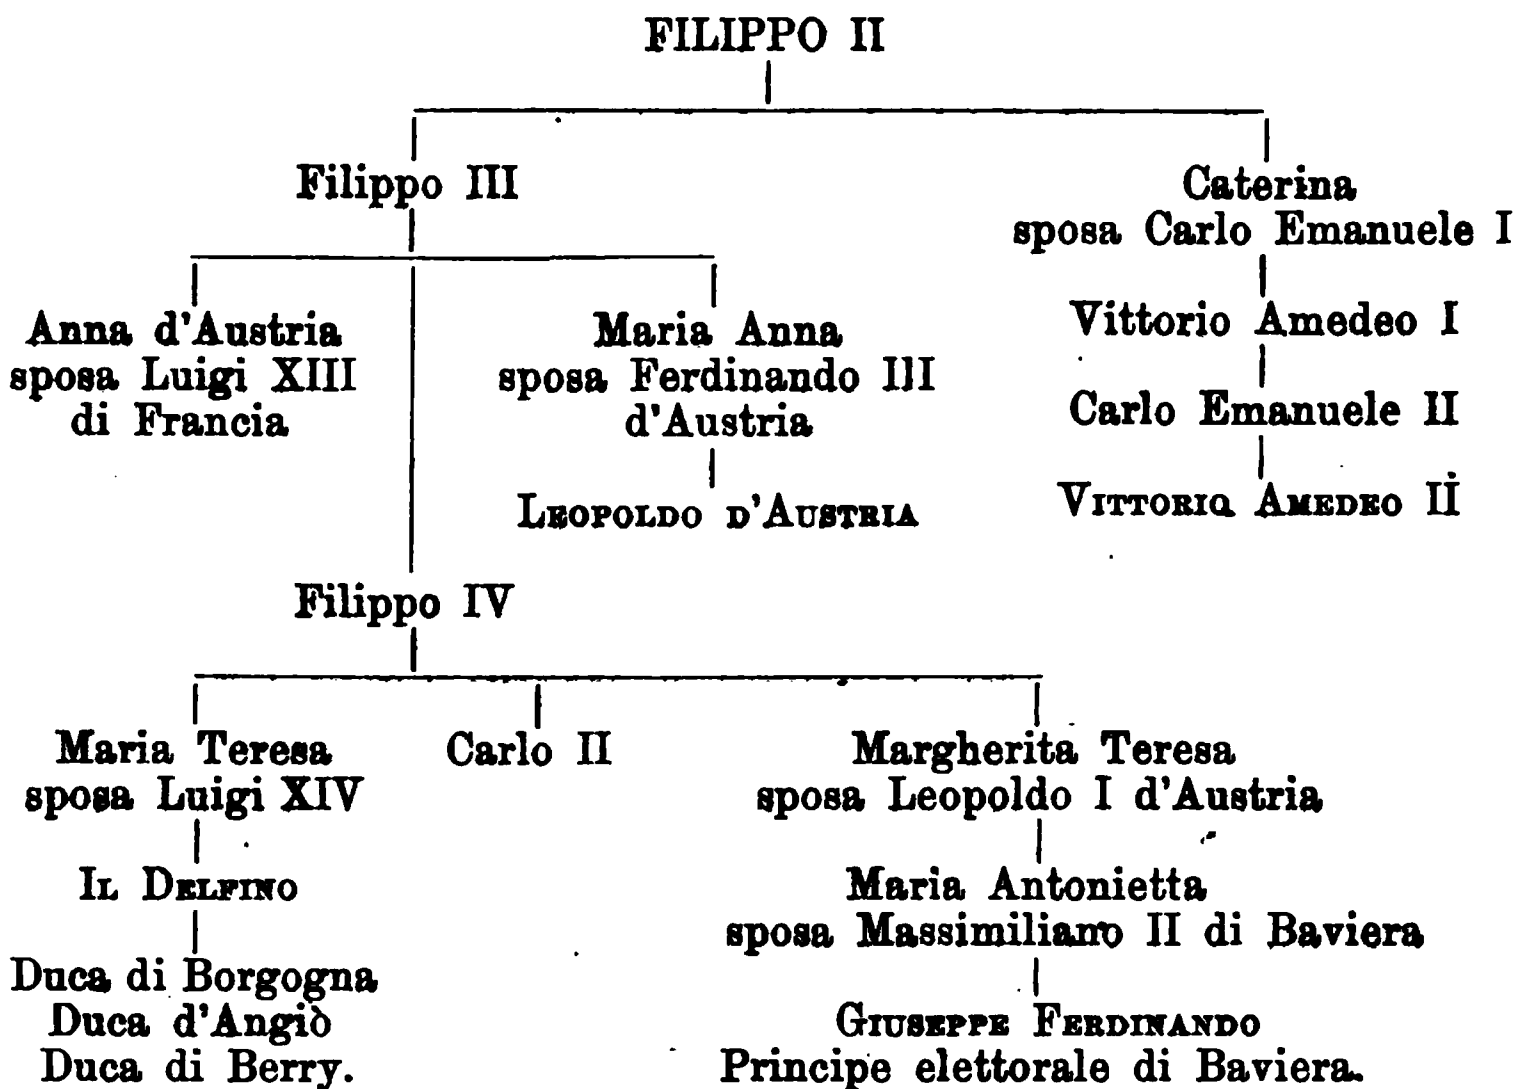 FILIPPO II
Filippo III
Caterina
sposa Carlo Emanuele I
Anna d'Austria
sposa Luigi XIII
di Francia
Maria Anna
sposa Ferdinando III
d'Austria
Leopoldo d'Austria
Vittorio Amedeo I
Carlo Emanuele II
Vittorio Amedeo II
Filippo IV
Maria Teresa
sposa Luigi XIV
Carlo II
Margherita Teresa
sposa Leopoldo I d'Austria
Il Delfino
Maria Antonietta
sposa Massimiliano II di Baviera
Duca di Borgogna
Duca d'Angiò
Duca di Berry.
Giuseppe Ferdinando
Principe elettorale di Baviera.